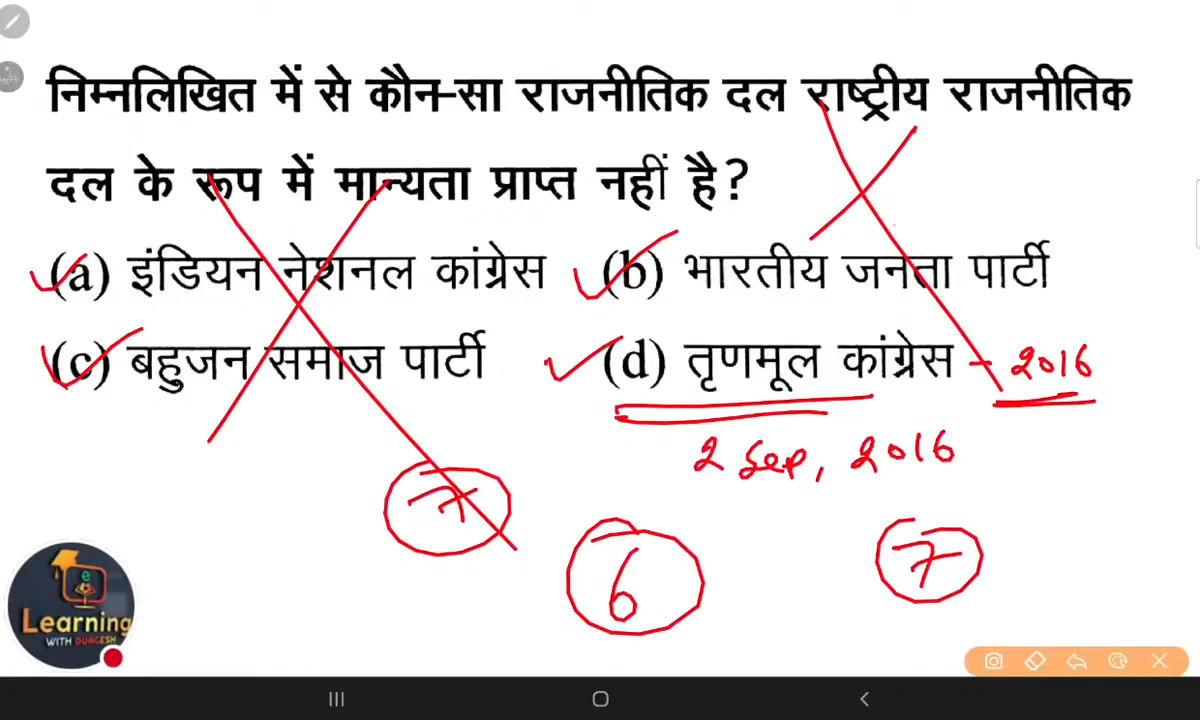 निम्नलिखित में से कौन-सा राजनीतिक दल राष्ट्रीय राजनीतिक
दल के रूप में मान्यता प्राप्त नहीं है?
(a) इंडियन नेशनल कांग्रेस (b) भारतीय जनता पार्टी
(c) बहुजन समाज पार्टी (d) तृणमूल कांग्रेस - 2016
2 Sep, 2016
7
6
7
e
Learning
WITH DURGESH